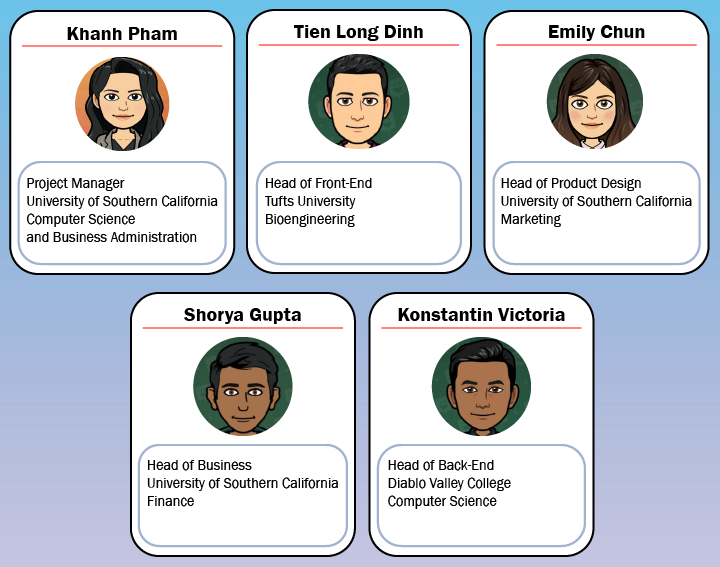 Khanh Pham
Project Manager
University of Southern California
Computer Science
and Business Administration
Tien Long Dinh
Head of Front-End
Tufts University
Bioengineering
Emily Chun
Head of Product Design
University of Southern California
Marketing
Shorya Gupta
Head of Business
University of Southern California
Finance
Konstantin Victoria
Head of Back-End
Diablo Valley College
Computer Science